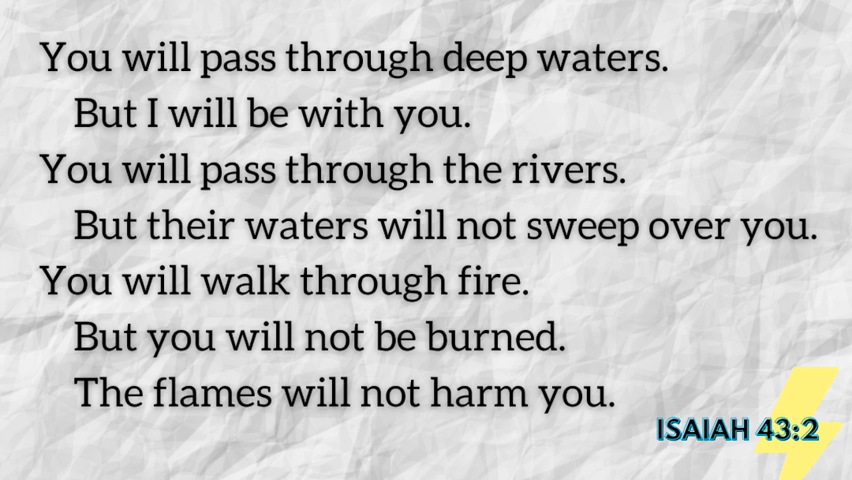 You will pass through deep waters.
But I will be with you.
You will pass through the rivers.
But their waters will not sweep over you.
You will walk through fire.
But you will not be burned.
The flames will not harm you.
ISAIAH 43:2